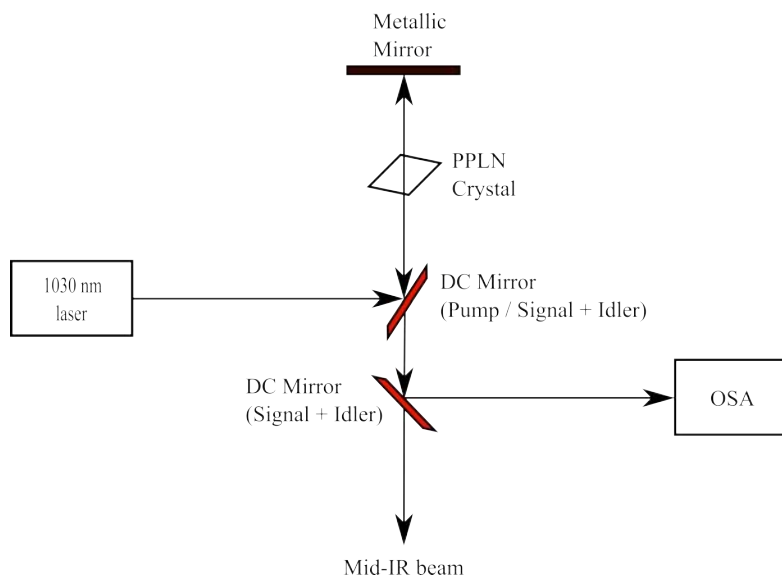 Metallic
Mirror
PPLN
Crystal
1030 nm
laser
DC Mirror
(Pump / Signal + Idler)
DC Mirror
(Signal + Idler)
OSA
Mid-IR beam